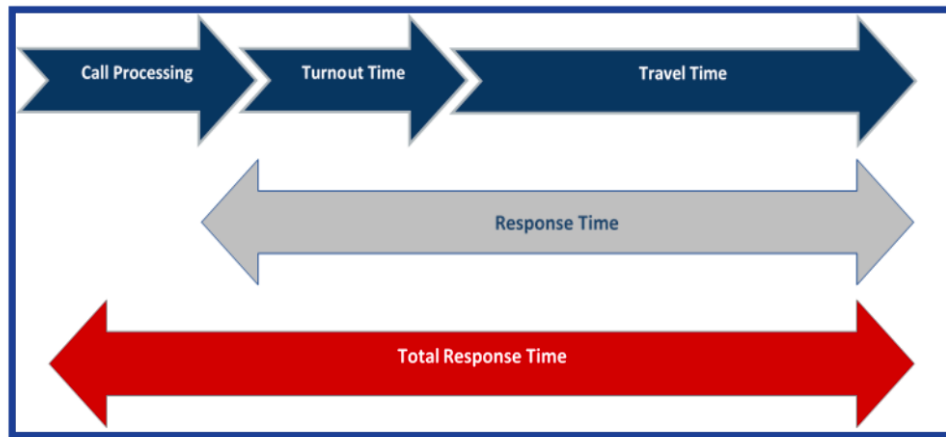 Call Processing
Turnout Time
Travel Time
Response Time
Total Response Time